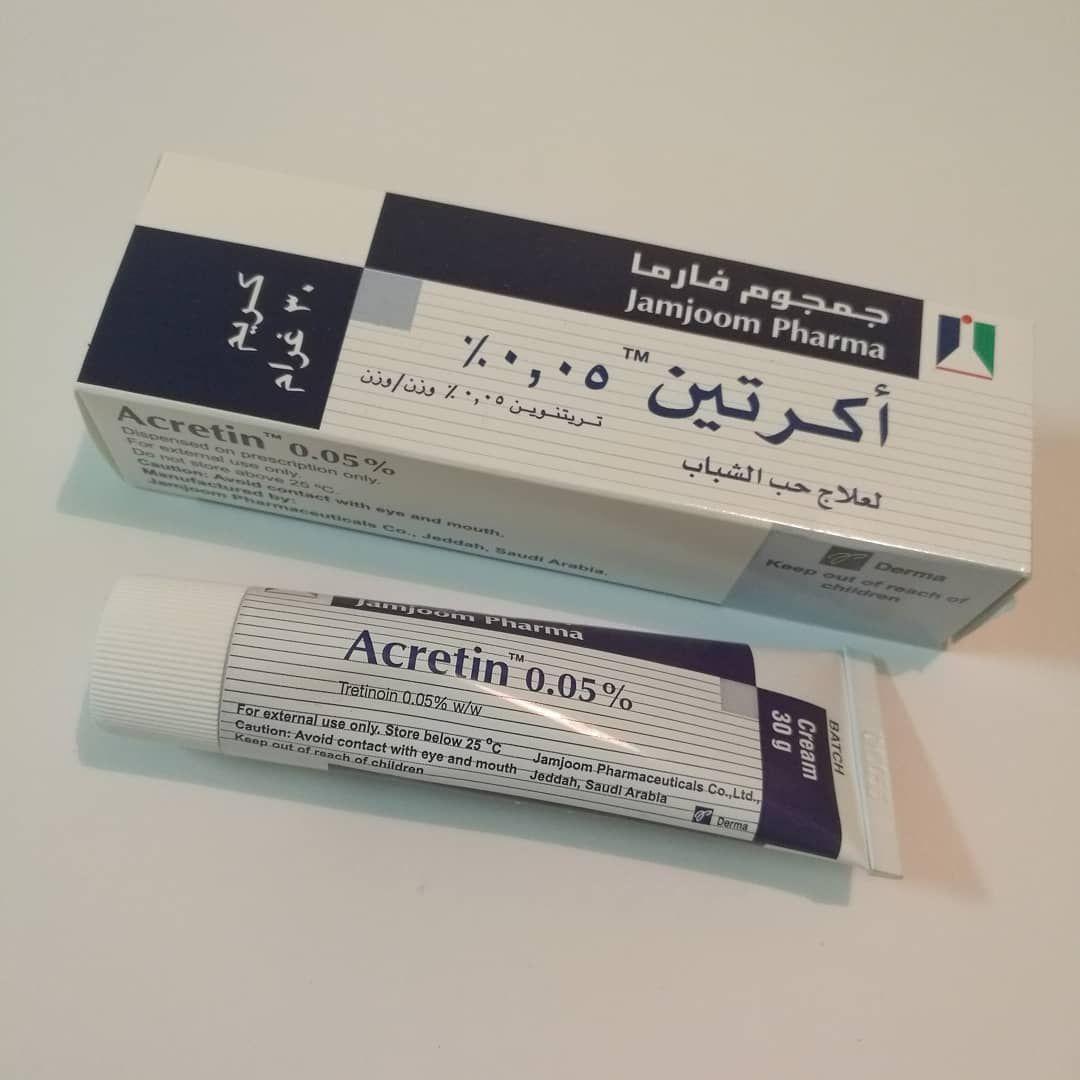 جمجوم فارما
Jamjoom Pharma
أكرتين™ ٠,٠٥٪
تريتنوين ٠,٠٥٪ وزن/وزن
لعلاج حب الشباب
كريم
٣٠ غرام
Acretin™ 0.05%
Dispensed on prescription only.
For external use only.
Do not store above 25 ºC.
Caution: Avoid contact with eye and mouth.
Manufactured by:
Jamjoom Pharmaceuticals Co., Jeddah, Saudi Arabia.
Derma
Keep out of reach of
children
Jamjoom Pharma
Acretin™ 0.05%
Tretinoin 0.05% w/w
For external use only. Store below 25 ºC
Caution: Avoid contact with eye and mouth
Keep out of reach of children
Jamjoom Pharmaceuticals Co.,Ltd.,
Jeddah, Saudi Arabia
Derma
Cream
30 g
BATCH